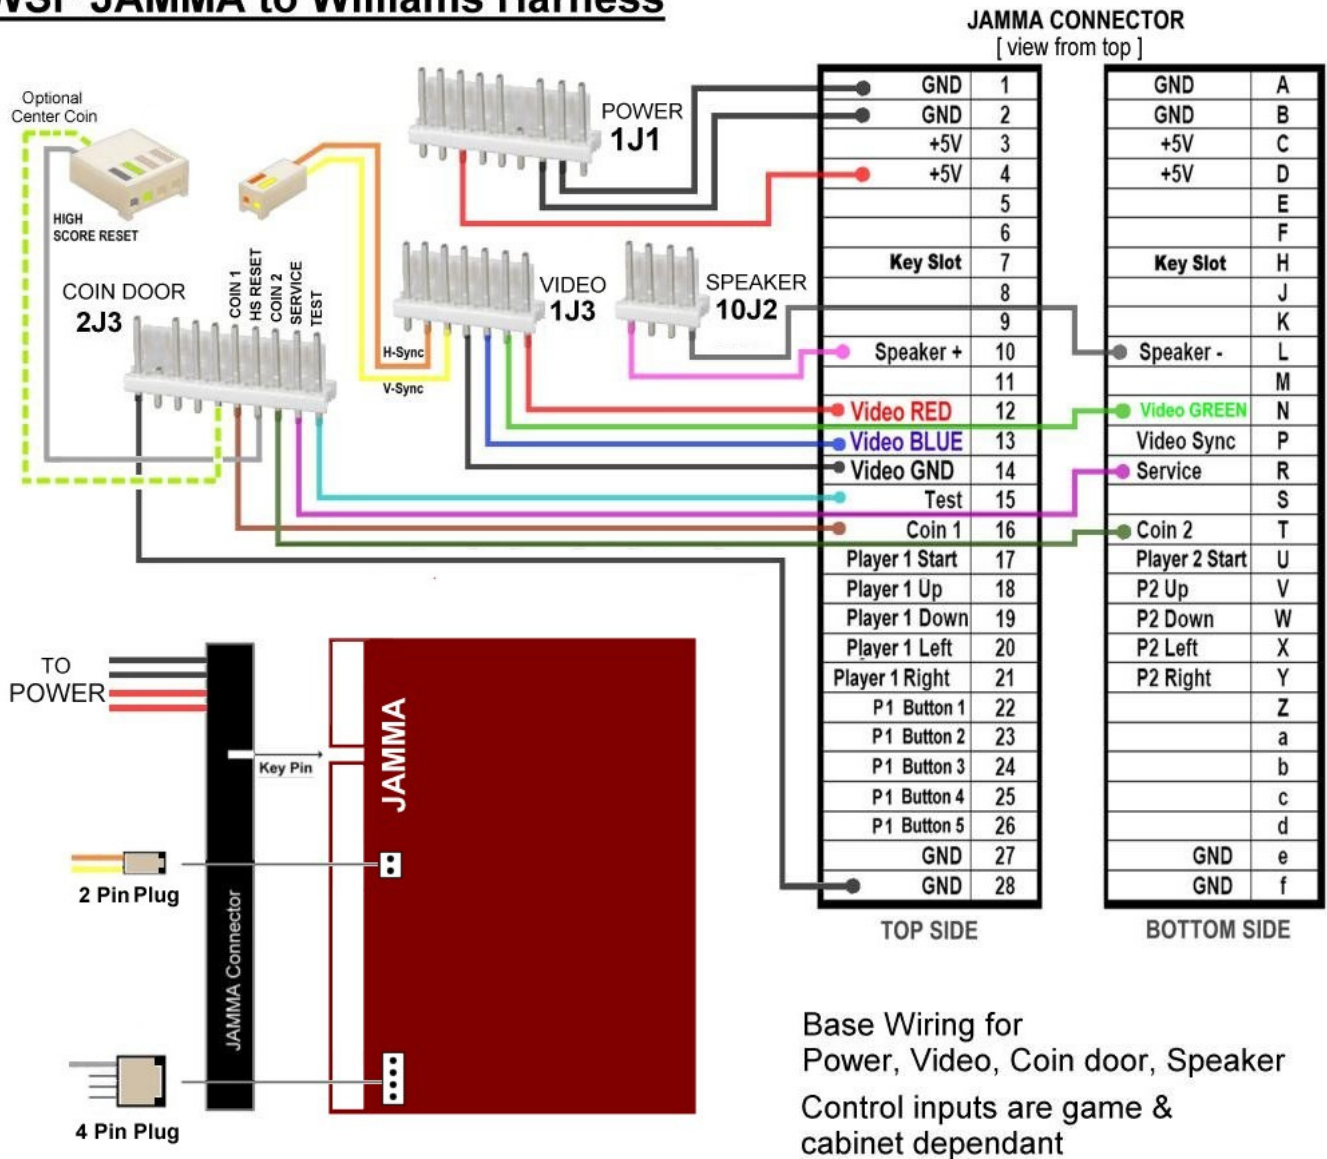 JAMMA to Williams Harness
JAMMA CONNECTOR
[ view from top ]
Optional
Center Coin
HIGH
SCORE RESET
POWER
1J1
COIN DOOR
2J3
COIN 1
HS RESET
COIN 2
SERVICE
TEST
VIDEO
1J3
SPEAKER
10J2
H-Sync
V-Sync
GND 1
GND 2
+5V 3
+5V 4
5
6
Key Slot 7
8
9
Speaker + 10
11
Video RED 12
Video BLUE 13
Video GND 14
Test 15
Coin 1 16
Player 1 Start 17
Player 1 Up 18
Player 1 Down 19
Player 1 Left 20
Player 1 Right 21
P1 Button 1 22
P1 Button 2 23
P1 Button 3 24
P1 Button 4 25
P1 Button 5 26
GND 27
GND 28
TOP SIDE
GND A
GND B
+5V C
+5V D
E
F
Key Slot H
J
K
Speaker - L
M
Video GREEN N
Video Sync P
Service R
S
Coin 2 T
Player 2 Start U
P2 Up V
P2 Down W
P2 Left X
P2 Right Y
Z
a
b
c
d
GND e
GND f
BOTTOM SIDE
TO
POWER
Key Pin
JAMMA
2 Pin Plug
JAMMA Connector
4 Pin Plug
Base Wiring for
Power, Video, Coin door, Speaker
Control inputs are game &
cabinet dependant